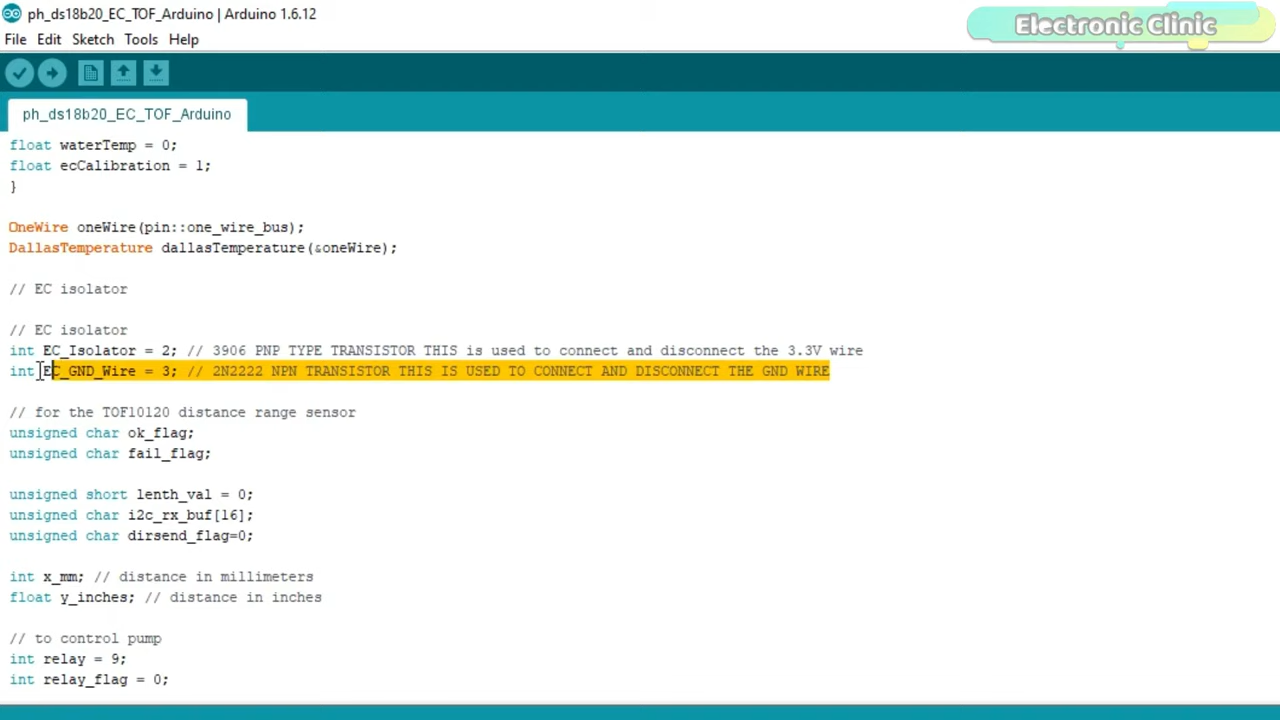 ph_ds18b20_EC_TOF_Arduino | Arduino 1.6.12
Electronic Clinic
File Edit Sketch Tools Help
ph_ds18b20_EC_TOF_Arduino
float waterTemp = 0;
float ecCalibration = 1;
}
OneWire oneWire(pin::one_wire_bus);
DallasTemperature dallasTemperature(&oneWire);
// EC isolator
// EC isolator
int EC_Isolator = 2; // 3906 PNP TYPE TRANSISTOR THIS is used to connect and disconnect the 3.3V wire
int EC_GND_Wire = 3; // 2N2222 NPN TRANSISTOR THIS IS USED TO CONNECT AND DISCONNECT THE GND WIRE
// for the TOF10120 distance range sensor
unsigned char ok_flag;
unsigned char fail_flag;
unsigned short lenth_val = 0;
unsigned char i2c_rx_buf[16];
unsigned char dirsend_flag=0;
int x_mm; // distance in millimeters
float y_inches; // distance in inches
// to control pump
int relay = 9;
int relay_flag = 0;